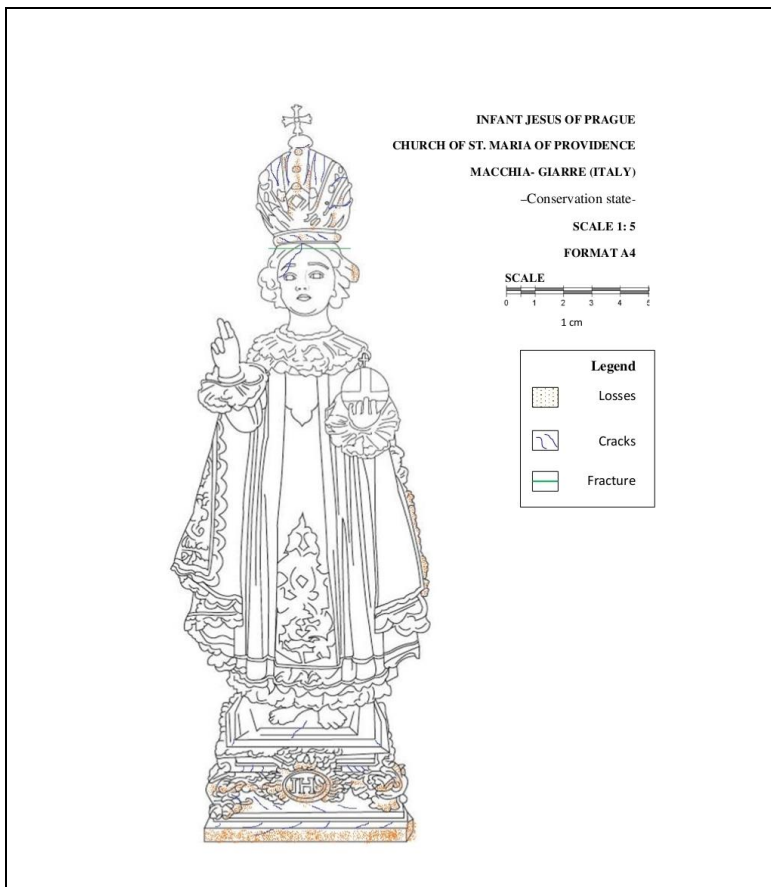 INFANT JESUS OF PRAGUE
CHURCH OF ST. MARIA OF PROVIDENCE
MACCHIA- GIARRE (ITALY)
–Conservation state-
SCALE 1: 5
FORMAT A4
SCALE
0 1 2 3 4 5
1 cm
Legend
Losses
Cracks
Fracture
IHS